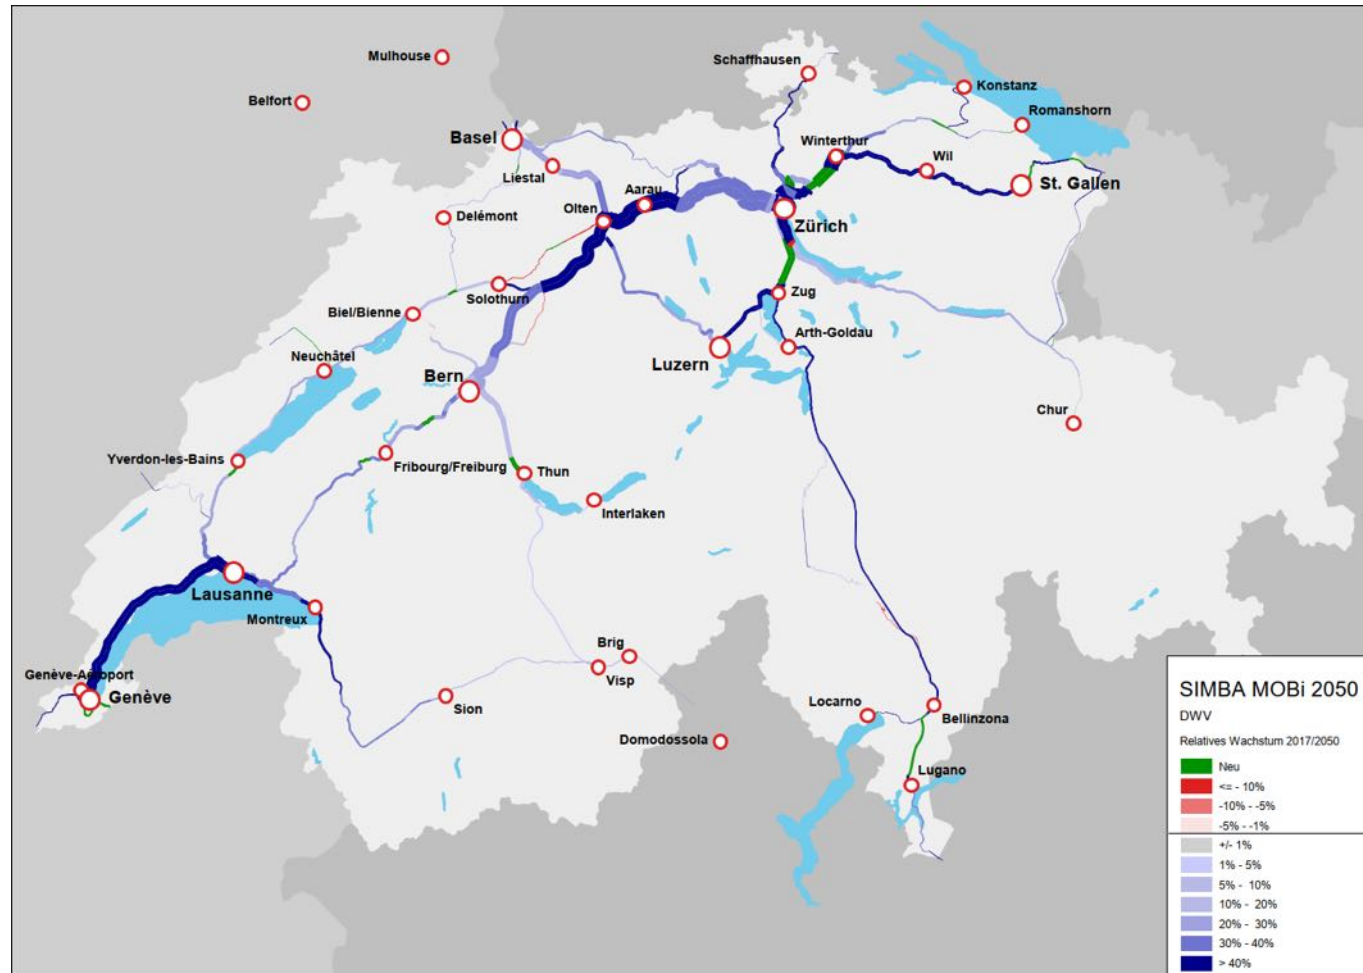 Mulhouse
Schaffhausen
Konstanz
Belfort
Romanshorn
Basel
Winterthur
Wil
Liestal
Aarau
St. Gallen
Delémont
Olten
Zürich
Solothurn
Zug
Biel/Bienne
Arth-Goldau
Neuchâtel
Luzern
Bern
Chur
Yverdon-les-Bains
Fribourg/Freiburg
Thun
Interlaken
Lausanne
Montreux
Brig
Genève-Aéroport
Visp
Genève
Sion
Locarno
Bellinzona
Domodossola
Lugano
SIMBA MOBi 2050
DWV
Relatives Wachstum 2017/2050
Neu
<= - 10%
-10% - -5%
-5% - -1%
+/- 1%
1% - 5%
5% - 10%
10% - 20%
20% - 30%
30% - 40%
> 40%